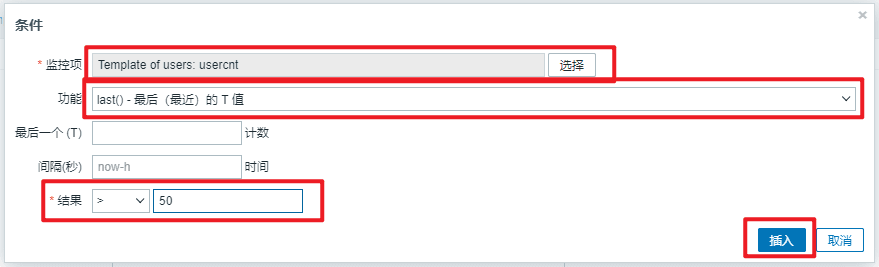 条件
* 监控项 Template of users: usercnt 选择
功能 last() - 最后（最近）的 T 值
最后一个 (T) 计数
间隔(秒) now-h 时间
* 结果 > 50
插入 取消